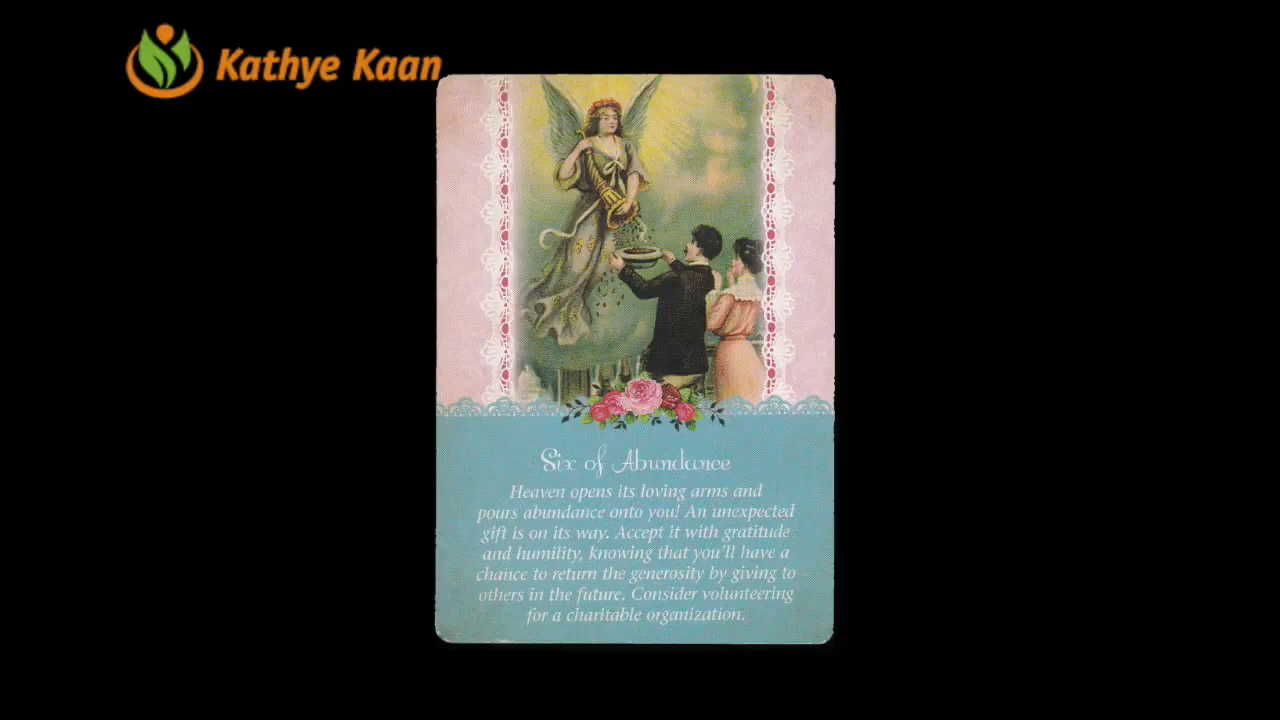 Kathye Kaan
Six of Abundance
Heaven opens its loving arms and
pours abundance onto you! An unexpected
gift is on its way. Accept it with gratitude
and humility, knowing that you'll have a
chance to return the generosity by giving to
others in the future. Consider volunteering
for a charitable organization.